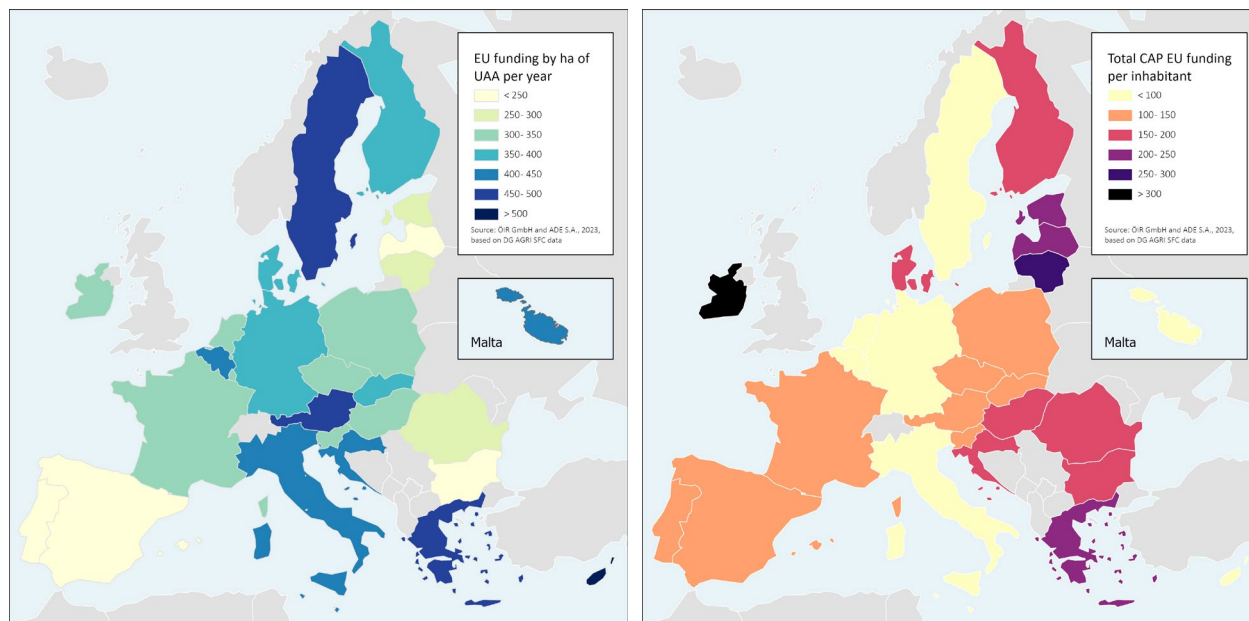 EU funding by ha of
UAA per year
< 250
250- 300
300- 350
350- 400
400- 450
450- 500
> 500
Source: ÖIR GmbH and ADE S.A., 2023,
based on DG AGRI SFC data
Malta
Total CAP EU funding
per inhabitant
< 100
100- 150
150- 200
200- 250
250- 300
> 300
Source: ÖIR GmbH and ADE S.A., 2023,
based on DG AGRI SFC data
Malta